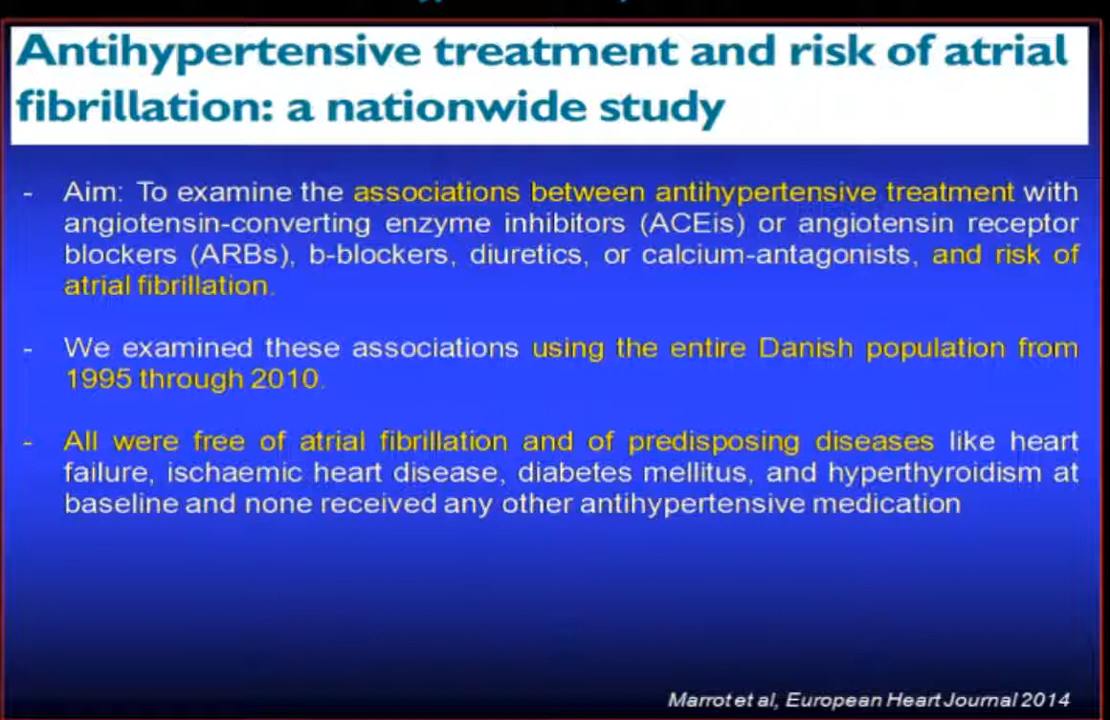 Antihypertensive treatment and risk of atrial
fibrillation: a nationwide study
- Aim: To examine the associations between antihypertensive treatment with
angiotensin-converting enzyme inhibitors (ACEis) or angiotensin receptor
blockers (ARBs), b-blockers, diuretics, or calcium-antagonists, and risk of
atrial fibrillation.
- We examined these associations using the entire Danish population from
1995 through 2010.
- All were free of atrial fibrillation and of predisposing diseases like heart
failure, ischaemic heart disease, diabetes mellitus, and hyperthyroidism at
baseline and none received any other antihypertensive medication
Marrot et al, European Heart Journal 2014